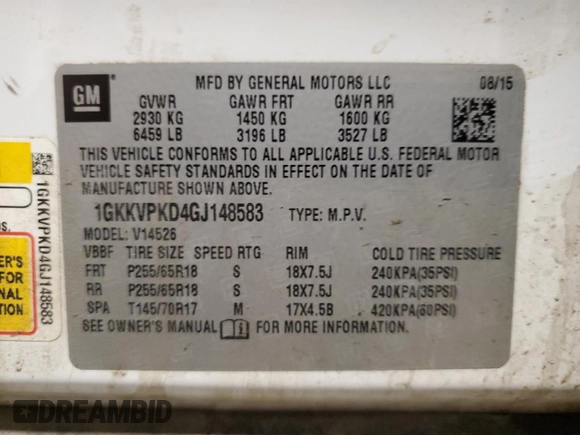 GM
MFD BY GENERAL MOTORS LLC 08/15
GVWR GAWR FRT GAWR RR
2930 KG 1450 KG 1600 KG
6459 LB 3196 LB 3527 LB
THIS VEHICLE CONFORMS TO ALL APPLICABLE U.S. FEDERAL MOTOR
VEHICLE SAFETY STANDARDS IN EFFECT ON THE DATE OF
MANUFACTURE SHOWN ABOVE.
1GKKVPKD4GJ148583 TYPE: M.P.V.
MODEL: V14526
VBBF TIRE SIZE SPEED RTG RIM COLD TIRE PRESSURE
FRT P255/65R18 S 18X7.5J 240KPA(35PSI)
RR P255/65R18 S 18X7.5J 240KPA(35PSI)
SPA T145/70R17 M 17X4.5B 420KPA(60PSI)
SEE OWNER'S MANUAL FOR MORE INFORMATION.
1GKKVPKD4GJ148583
s.
ER'S
FOR
NAL
ON
DREAMBID